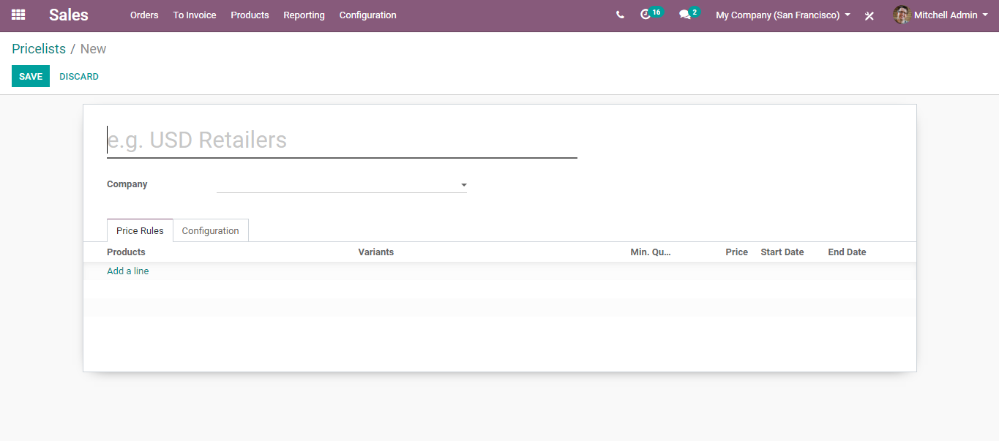 Sales Orders To Invoice Products Reporting Configuration 16 2 My Company (San Francisco) Mitchell Admin
Pricelists / New
SAVE DISCARD
e.g. USD Retailers
Company
Price Rules Configuration
Products Variants Min. Qu... Price Start Date End Date
Add a line